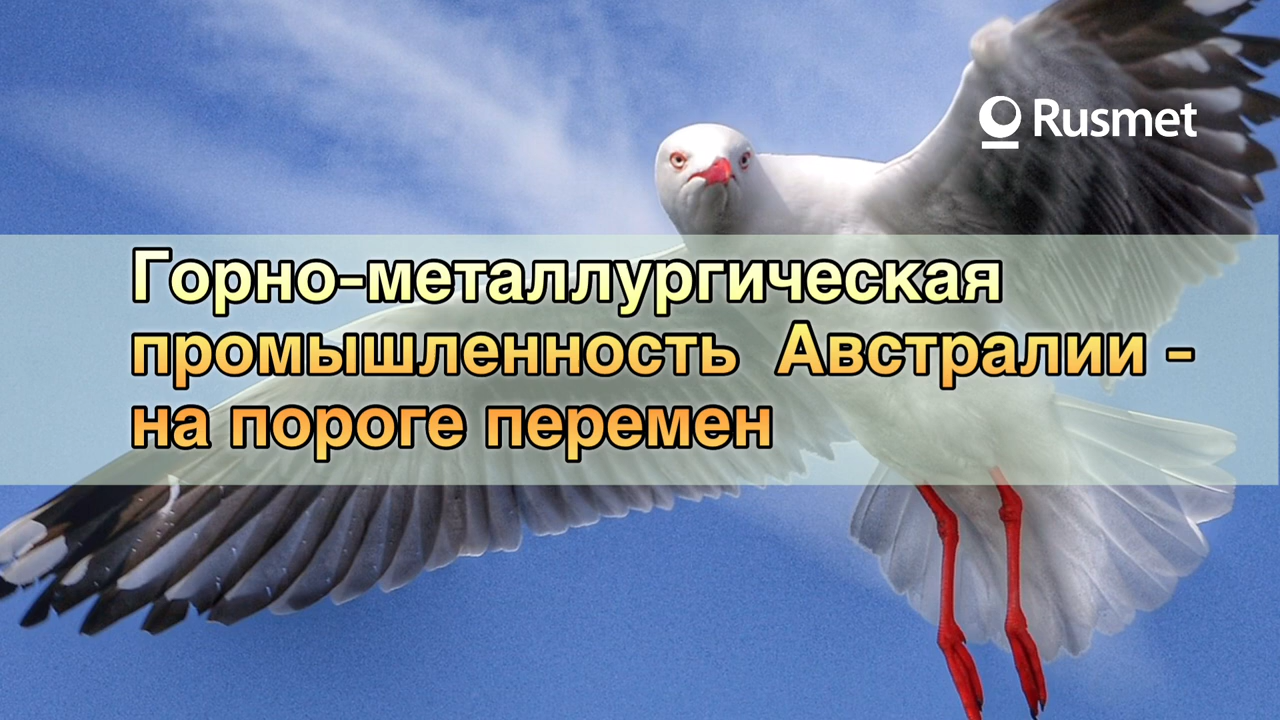 Rusmet
Горно-металлургическая
промышленность Австралии -
на пороге перемен